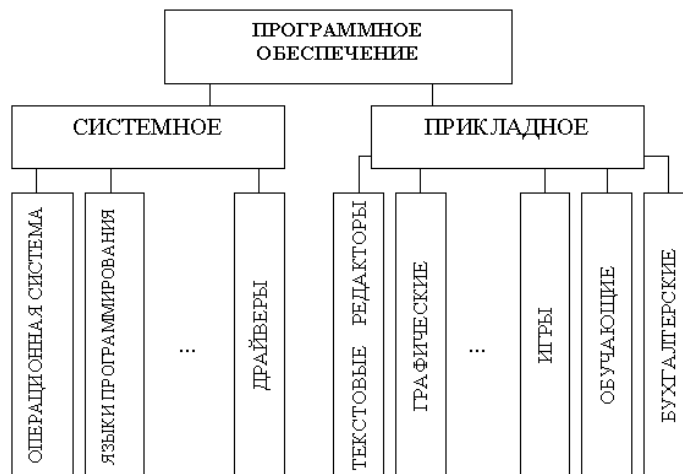 ПРОГРАММНОЕ
ОБЕСПЕЧЕНИЕ
СИСТЕМНОЕ
ПРИКЛАДНОЕ
ОПЕРАЦИОННАЯ СИСТЕМА
ЯЗЫКИ ПРОГРАММИРОВАНИЯ
...
ДРАЙВЕРЫ
ТЕКСТОВЫЕ РЕДАКТОРЫ
ГРАФИЧЕСКИЕ
...
ИГРЫ
ОБУЧАЮЩИЕ
БУХГАЛТЕРСКИЕ